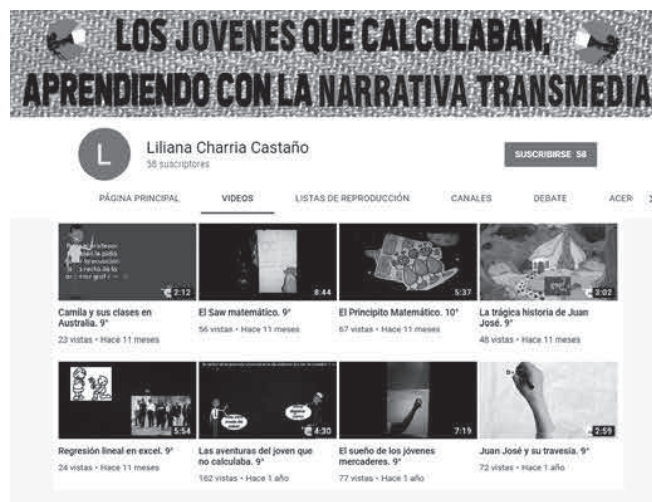 LOS JOVENES QUE CALCULABAN,
APRENDIENDO CON LA NARRATIVA TRANSMEDIA
L
Liliana Charria Castaño
58 suscriptores
SUSCRIBIRSE 58
PÁGINA PRINCIPAL VIDEOS LISTAS DE REPRODUCCIÓN CANALES DEBATE ACER
2:12
8:44
5:37
3:02
Camila y sus clases en
Australia. 9°
23 vistas • Hace 11 meses
El Saw matemático. 9°
56 vistas • Hace 11 meses
El Principito Matemático. 10°
67 vistas • Hace 11 meses
La trágica historia de Juan
José. 9°
48 vistas • Hace 11 meses
5:54
4:30
7:19
2:59
Regresión lineal en excel. 9°
24 vistas • Hace 11 meses
Las aventuras del joven que
no calculaba. 9°
162 vistas • Hace 1 año
El sueño de los jóvenes
mercaderes. 9°
77 vistas • Hace 1 año
Juan José y su travesía. 9°
72 vistas • Hace 1 año